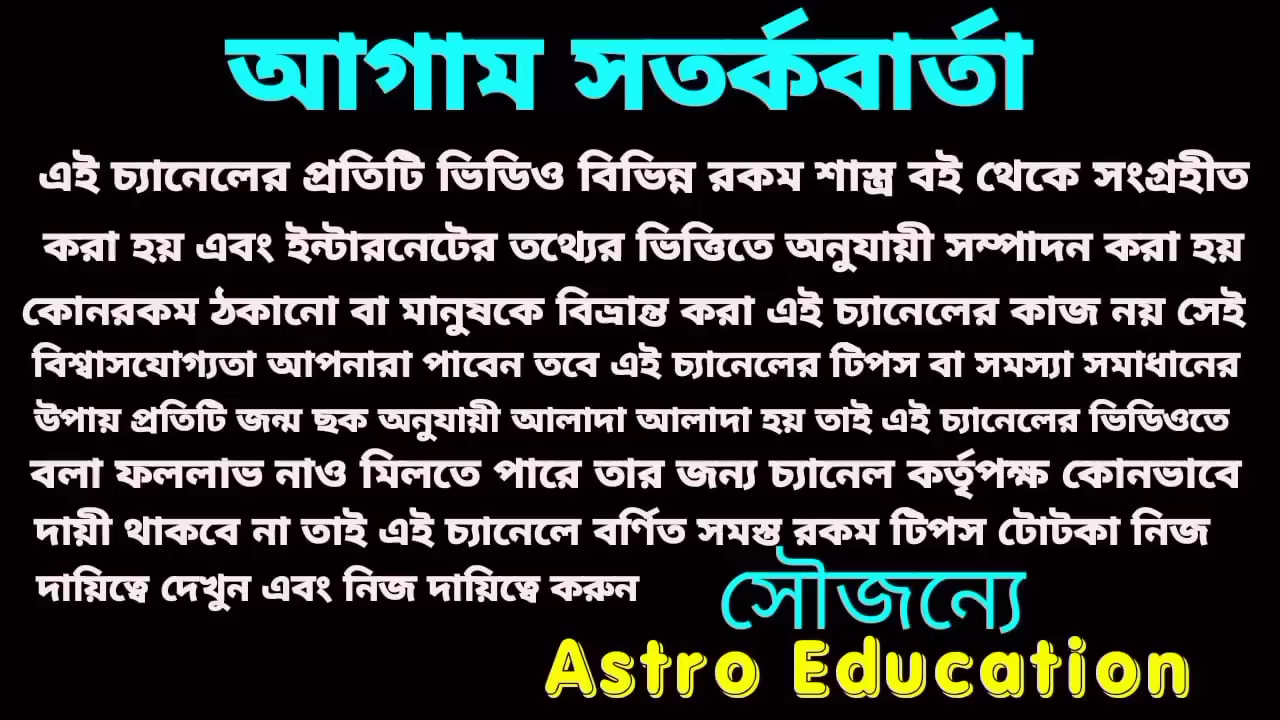 আগাম সতর্কবার্তা
এই চ্যানেলের প্রতিটি ভিডিও বিভিন্ন রকম শাস্ত্র বই থেকে সংগ্রহীত
করা হয় এবং ইন্টারনেটের তথ্যের ভিত্তিতে অনুযায়ী সম্পাদন করা হয়
কোনরকম ঠকানো বা মানুষকে বিভ্রান্ত করা এই চ্যানেলের কাজ নয় সেই
বিশ্বাসযোগ্যতা আপনারা পাবেন তবে এই চ্যানেলের টিপস বা সমস্যা সমাধানের
উপায় প্রতিটি জন্ম ছক অনুযায়ী আলাদা আলাদা হয় তাই এই চ্যানেলের ভিডিওতে
বলা ফললাভ নাও মিলতে পারে তার জন্য চ্যানেল কর্তৃপক্ষ কোনভাবে
দায়ী থাকবে না তাই এই চ্যানেলে বর্ণিত সমস্ত রকম টিপস টোটকা নিজ
দায়িত্বে দেখুন এবং নিজ দায়িত্বে করুন
সৌজন্যে
Astro Education